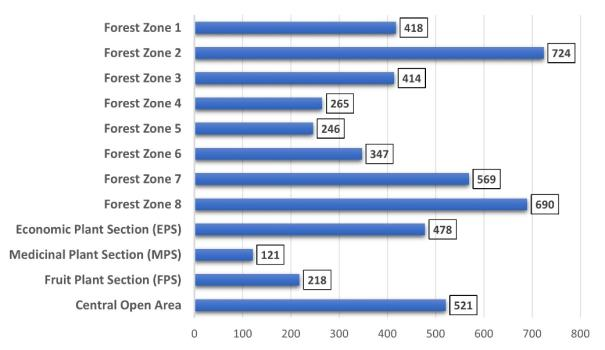 Forest Zone 1 418
Forest Zone 2 724
Forest Zone 3 414
Forest Zone 4 265
Forest Zone 5 246
Forest Zone 6 347
Forest Zone 7 569
Forest Zone 8 690
Economic Plant Section (EPS) 478
Medicinal Plant Section (MPS) 121
Fruit Plant Section (FPS) 218
Central Open Area 521
0 100 200 300 400 500 600 700 800